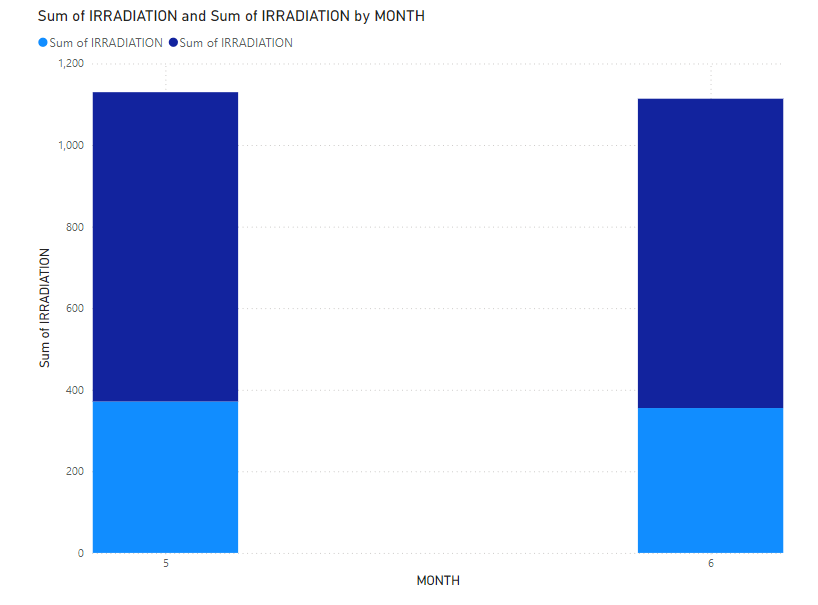 Sum of IRRADIATION and Sum of IRRADIATION by MONTH
Sum of IRRADIATION Sum of IRRADIATION
1,200
1,000
800
600
400
200
0
Sum of IRRADIATION
5 6
MONTH